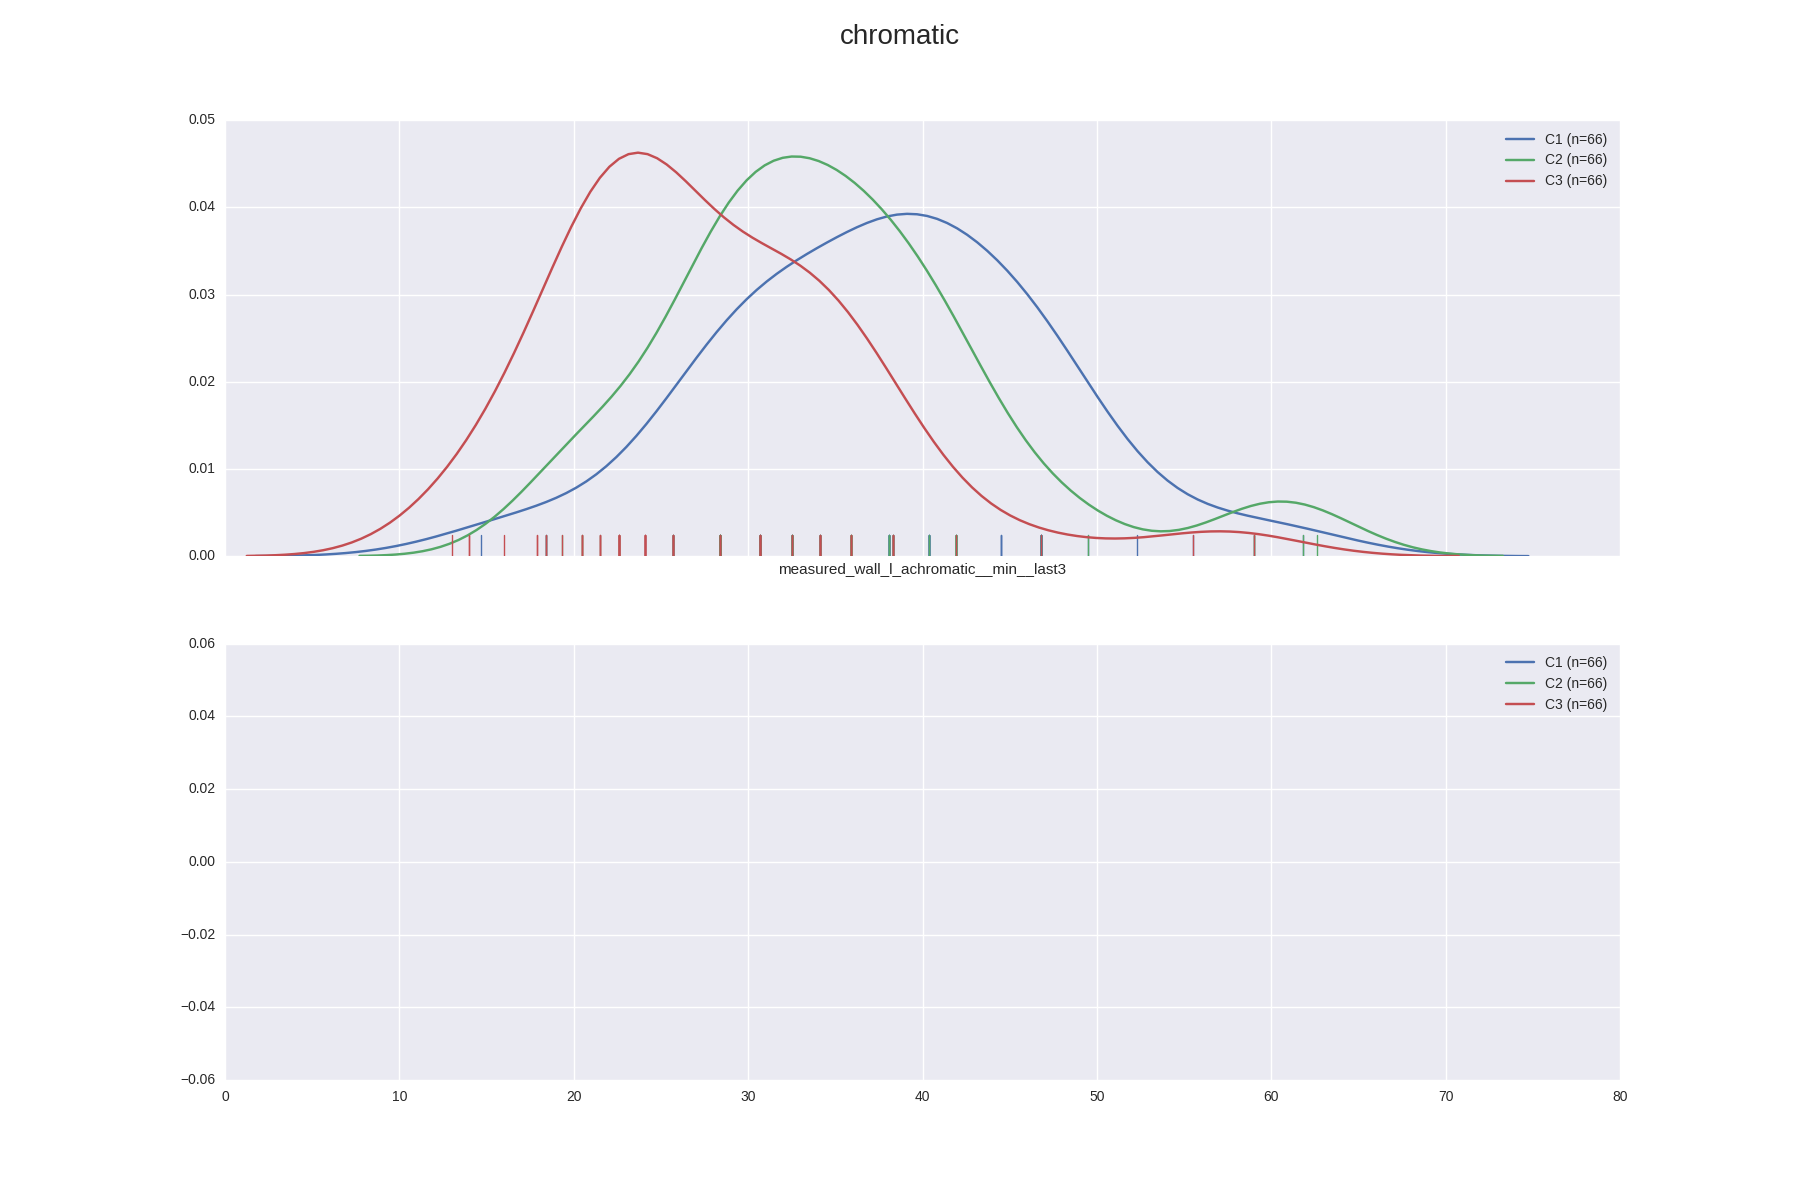 chromatic
0.05
0.04
0.03
0.02
0.01
0.00
C1 (n=66)
C2 (n=66)
C3 (n=66)
measured_wall_l_achromatic__min__last3
0.06
0.04
0.02
0.00
−0.02
−0.04
−0.06
C1 (n=66)
C2 (n=66)
C3 (n=66)
0 10 20 30 40 50 60 70 80